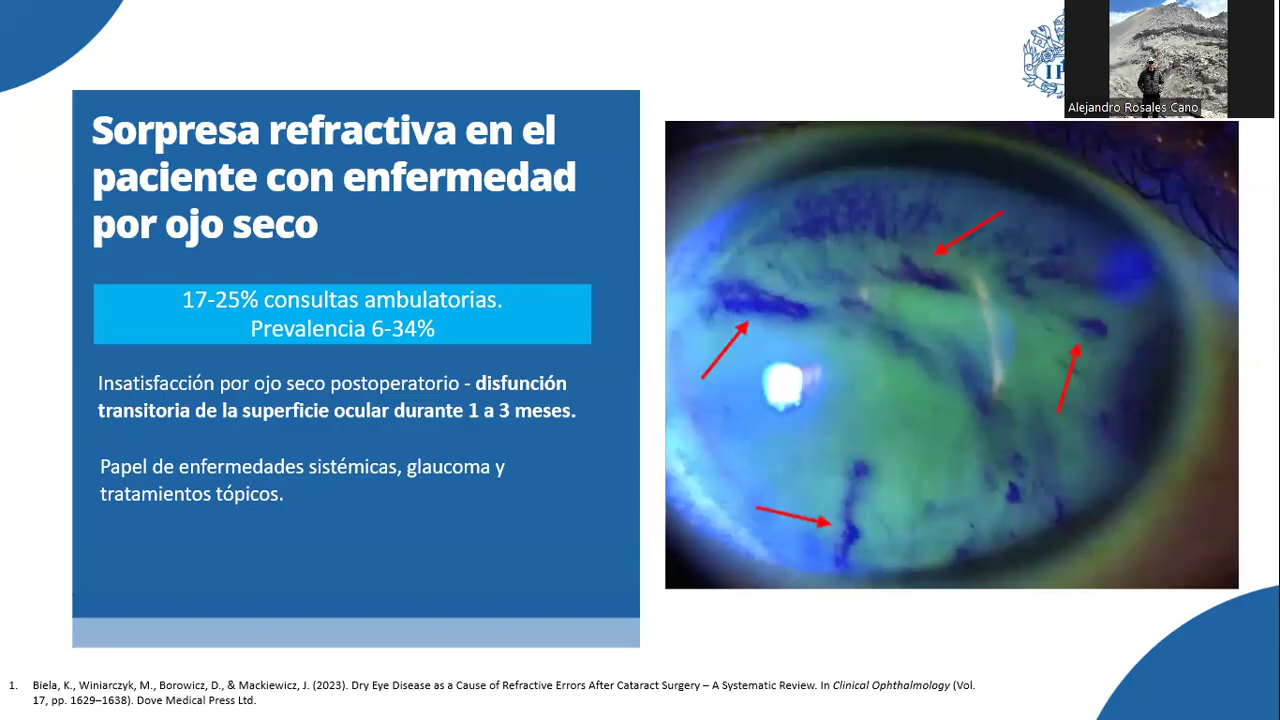 Alejandro Rosales Cano
Sorpresa refractiva en el
paciente con enfermedad
por ojo seco
17-25% consultas ambulatorias.
Prevalencia 6-34%
Insatisfacción por ojo seco postoperatorio - disfunción
transitoria de la superficie ocular durante 1 a 3 meses.
Papel de enfermedades sistémicas, glaucoma y
tratamientos tópicos.
1. Biela, K., Winiarczyk, M., Borowicz, D., & Mackiewicz, J. (2023). Dry Eye Disease as a Cause of Refractive Errors After Cataract Surgery – A Systematic Review. In Clinical Ophthalmology (Vol.
17, pp. 1629–1638). Dove Medical Press Ltd.